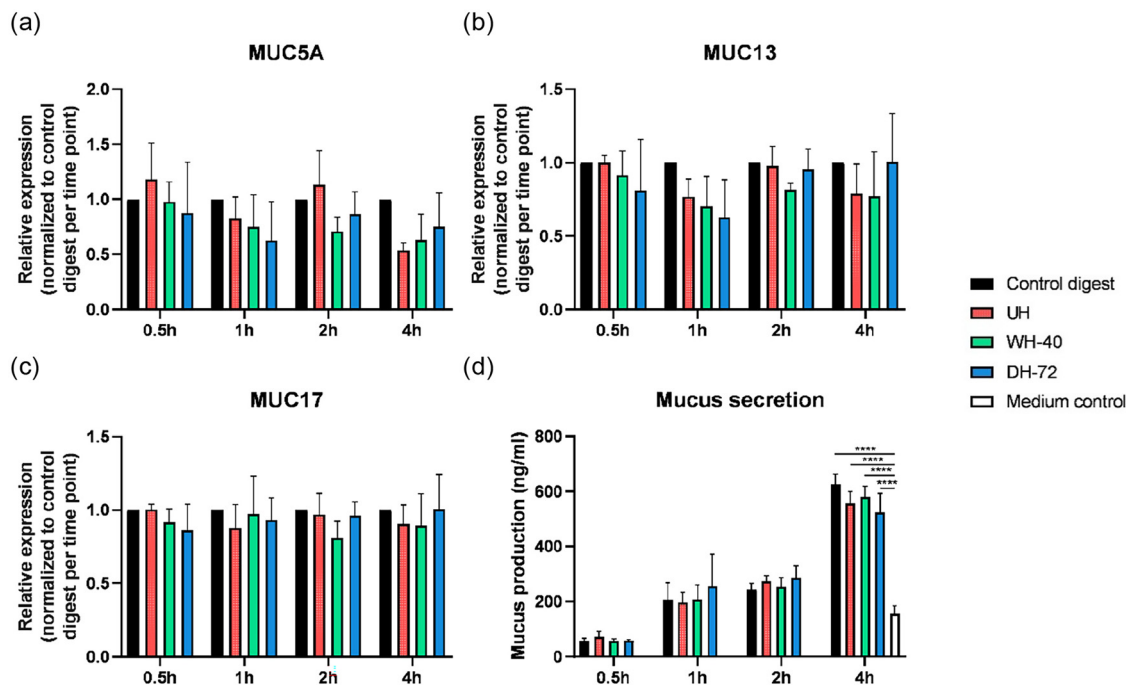 (a)
MUC5A
Relative expression
(normalized to control
digest per time point)
2.0
1.5
1.0
0.5
0.0
0.5h 1h 2h 4h
(b)
MUC13
Relative expression
(normalized to control
digest per time point)
1.5
1.0
0.5
0.0
0.5h 1h 2h 4h
Control digest
UH
WH-40
DH-72
Medium control
(c)
MUC17
Relative expression
(normalized to control
digest per time point)
1.5
1.0
0.5
0.0
0.5h 1h 2h 4h
(d)
Mucus secretion
Mucus production (ng/ml)
800
600
400
200
0
****
****
****
****
0.5h 1h 2h 4h